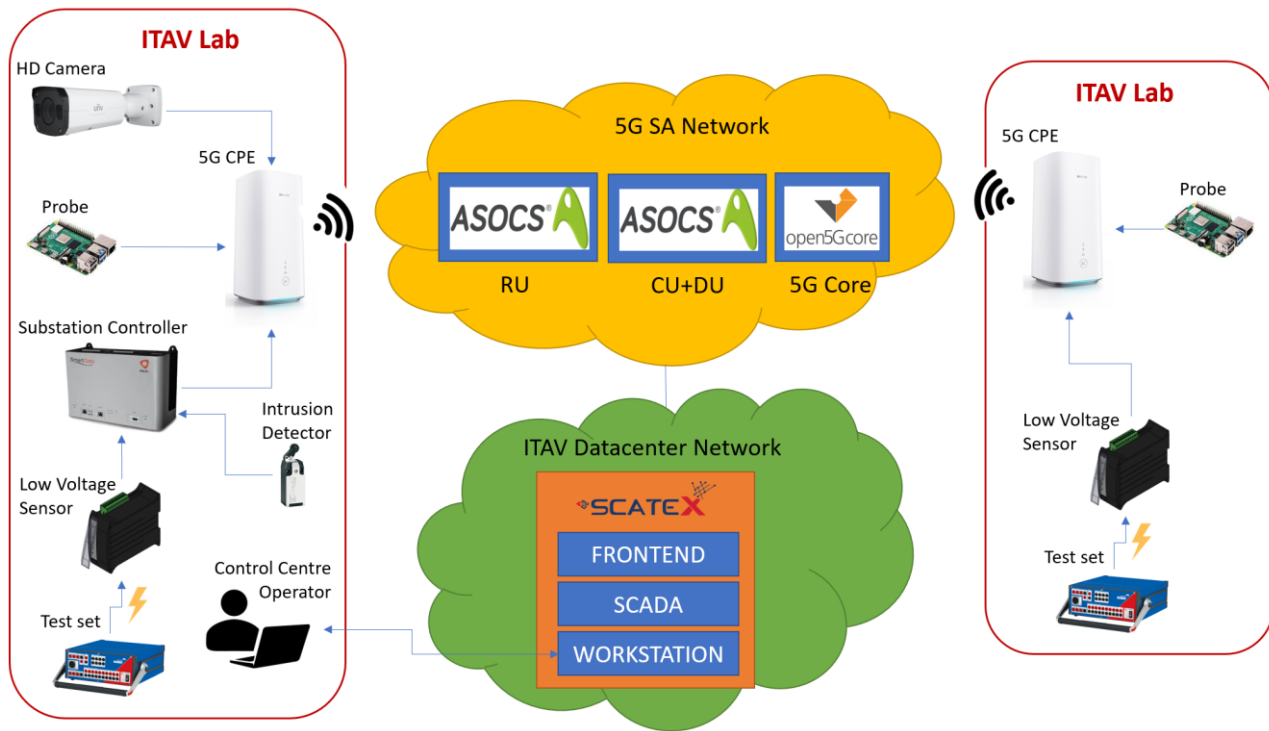 ITAV Lab
HD Camera
unv
5G CPE
Probe
Substation Controller
Intrusion
Detector
Low Voltage
Sensor
Control Centre
Operator
Test set
5G SA Network
ASOCS®
ASOCS®
open5Gcore
RU
CU+DU
5G Core
ITAV Datacenter Network
SCATEX
FRONTEND
SCADA
WORKSTATION
ITAV Lab
5G CPE
Probe
Low Voltage
Sensor
Test set